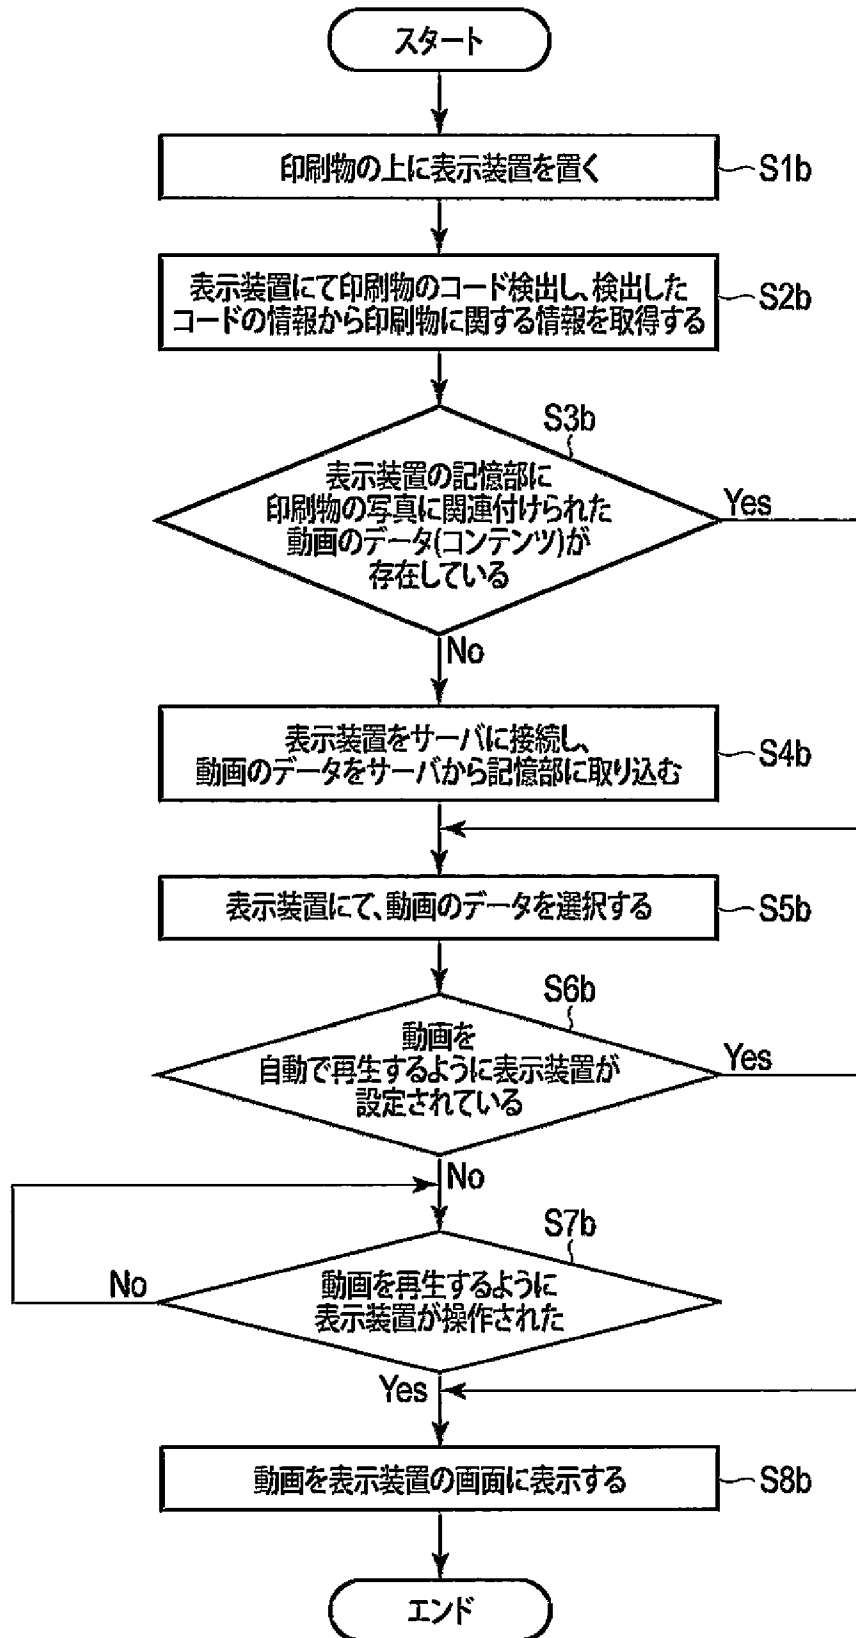 スタート
印刷物の上に表示装置を置く
S1b
表示装置にて印刷物のコード検出し、検出した
コードの情報から印刷物に関する情報を取得する
S2b
S3b
表示装置の記憶部に
印刷物の写真に関連付けられた
動画のデータ(コンテンツ)が
存在している
Yes
No
表示装置をサーバに接続し、
動画のデータをサーバから記憶部に取り込む
S4b
表示装置にて、動画のデータを選択する
S5b
S6b
動画を
自動で再生するように表示装置が
設定されている
Yes
No
S7b
動画を再生するように
表示装置が操作された
No
Yes
動画を表示装置の画面に表示する
S8b
エンド